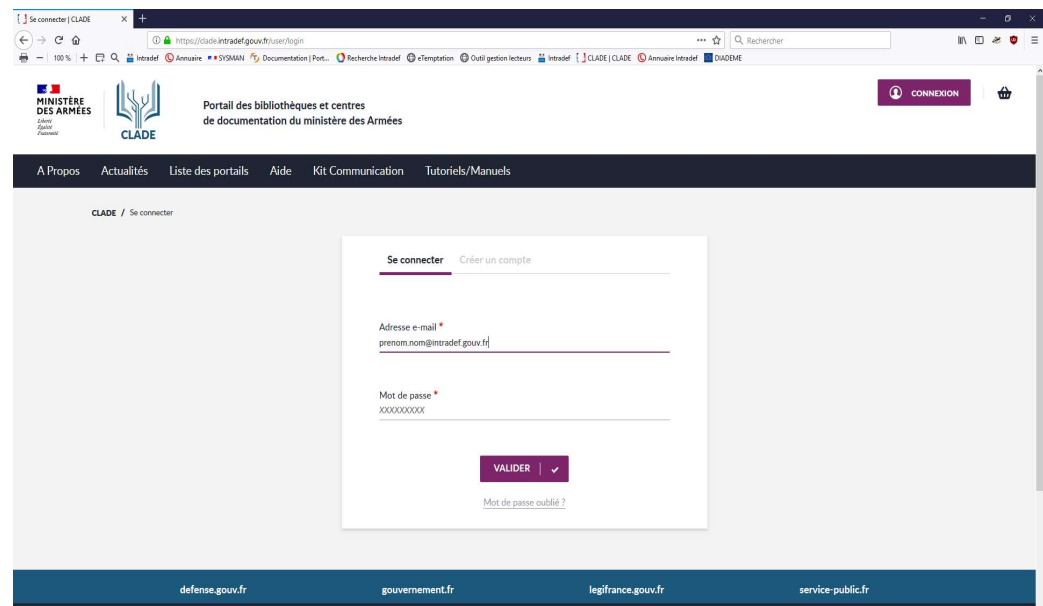 Se connecter | CLADE
https://clade.intradef.gouv.fr/user/login
Rechercher
100 %
Intradef
Annuaire
SYSMAN
Documentation | Port...
Recherche Intradef
eTemptation
Outil gestion lecteurs
Intradef
CLADE | CLADE
Annuaire Intradef
DIADEME
MINISTÈRE
DES ARMÉES
Liberté
Égalité
Fraternité
CLADE
Portail des bibliothèques et centres
de documentation du ministère des Armées
CONNEXION
A Propos
Actualités
Liste des portails
Aide
Kit Communication
Tutoriels/Manuels
CLADE / Se connecter
Se connecter
Créer un compte
Adresse e-mail *
prenom.nom@intradef.gouv.fr
Mot de passe *
XXXXXXXXX
VALIDER
Mot de passe oublié ?
defense.gouv.fr
gouvernement.fr
legifrance.gouv.fr
service-public.fr